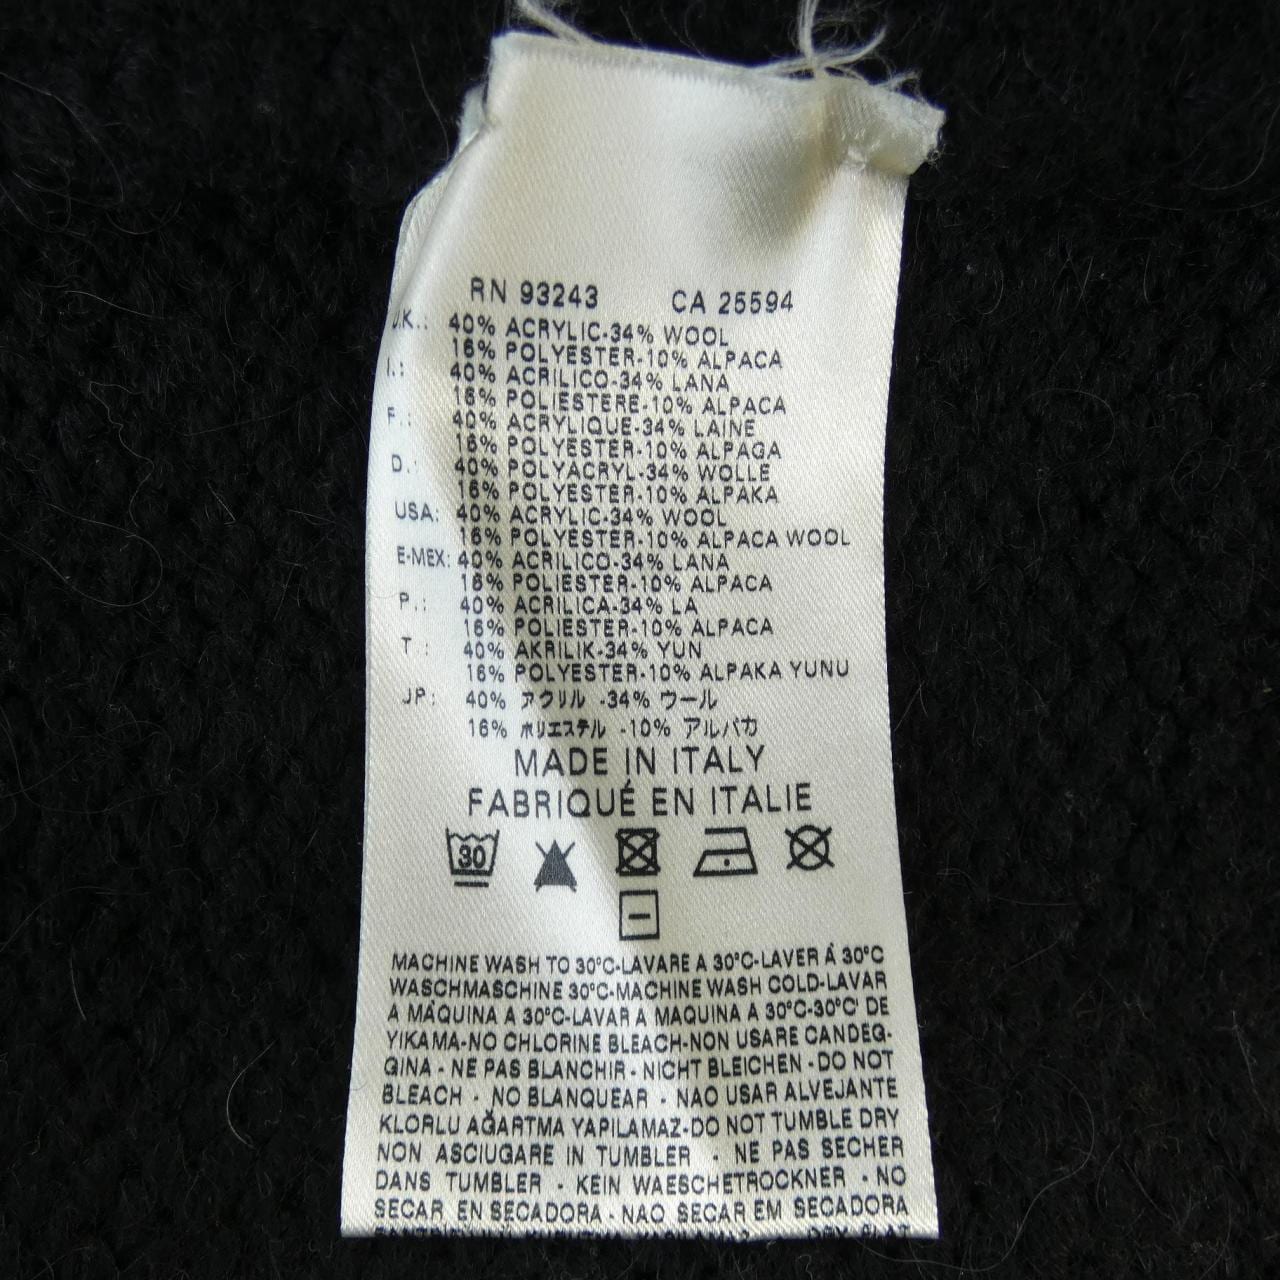 RN 93243 CA 25594
U.K.: 40% ACRYLIC-34% WOOL
16% POLYESTER-10% ALPACA
I.: 40% ACRILICO-34% LANA
16% POLIESTERE-10% ALPACA
F.: 40% ACRYLIQUE-34% LAINE
16% POLYESTER-10% ALPAGA
D.: 40% POLYACRYL-34% WOLLE
16% POLYESTER-10% ALPAKA
USA: 40% ACRYLIC-34% WOOL
16% POLYESTER-10% ALPACA WOOL
E-MEX: 40% ACRILICO-34% LANA
16% POLIESTER-10% ALPACA
P.: 40% ACRILICA-34% LA
16% POLIESTER-10% ALPACA
T : 40% AKRILIK-34% YUN
16% POLYESTER-10% ALPAKA YUNU
JP: 40% アクリル -34% ウール
16% ポリエステル -10% アルパカ
MADE IN ITALY
FABRIQUÉ EN ITALIE
30
MACHINE WASH TO 30°C-LAVARE A 30°C-LAVER Á 30°C
WASCHMASCHINE 30°C-MACHINE WASH COLD-LAVAR
A MÁQUINA A 30°C-LAVAR A MAQUINA A 30°C-30°C' DE
YIKAMA-NO CHLORINE BLEACH-NON USARE CANDEG-
GINA - NE PAS BLANCHIR - NICHT BLEICHEN - DO NOT
BLEACH - NO BLANQUEAR - NAO USAR ALVEJANTE
KLORLU AĞARTMA YAPILAMAZ-DO NOT TUMBLE DRY
NON ASCIUGARE IN TUMBLER - NE PAS SECHER
DANS TUMBLER - KEIN WAESCHETROCKNER - NO
SECAR EN SECADORA - NAO SECAR EM SECADORA
DRY FLAT